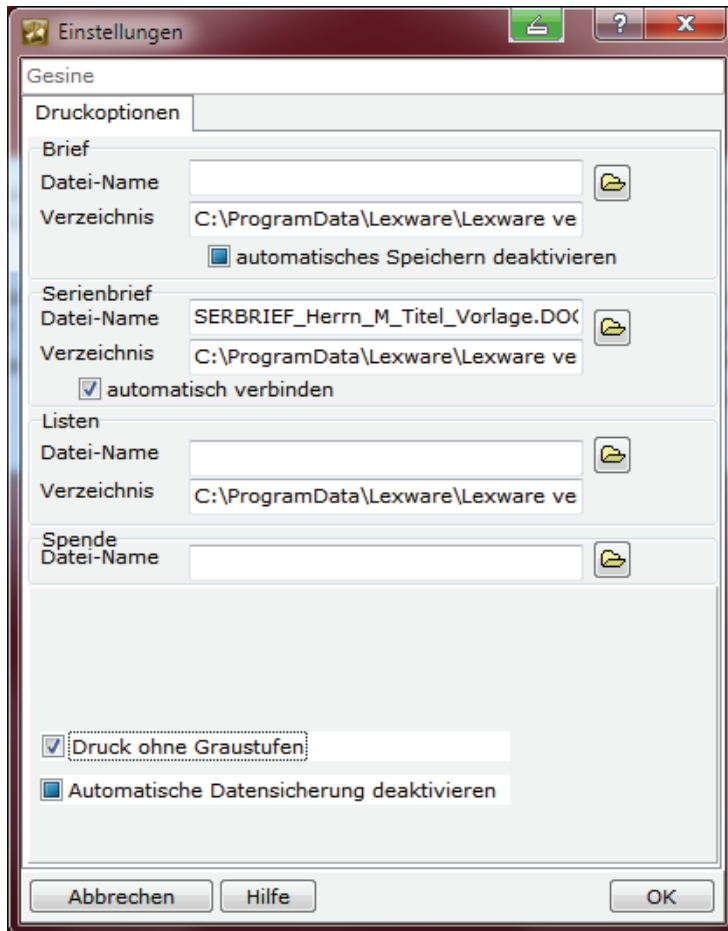 Einstellungen
?
X
Gesine
Druckoptionen
Brief
Datei-Name
Verzeichnis C:\ProgramData\Lexware\Lexware ve
automatisches Speichern deaktivieren
Serienbrief
Datei-Name SERBRIEF_Herrn_M_Titel_Vorlage.DOC
Verzeichnis C:\ProgramData\Lexware\Lexware ve
automatisch verbinden
Listen
Datei-Name
Verzeichnis C:\ProgramData\Lexware\Lexware ve
Spende
Datei-Name
Druck ohne Graustufen
Automatische Datensicherung deaktivieren
Abbrechen Hilfe OK